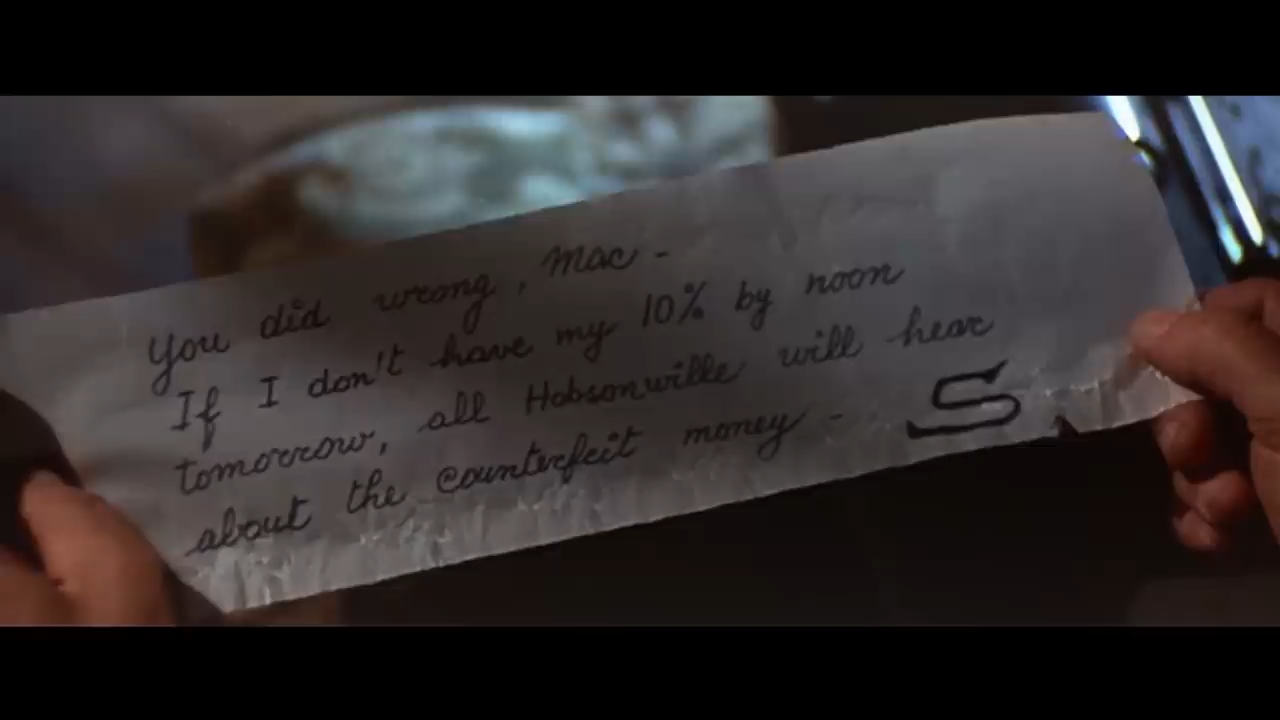 You did wrong, Mac -
If I don't have my 10% by noon
tomorrow, all Hobsonville will hear
about the counterfeit money - S